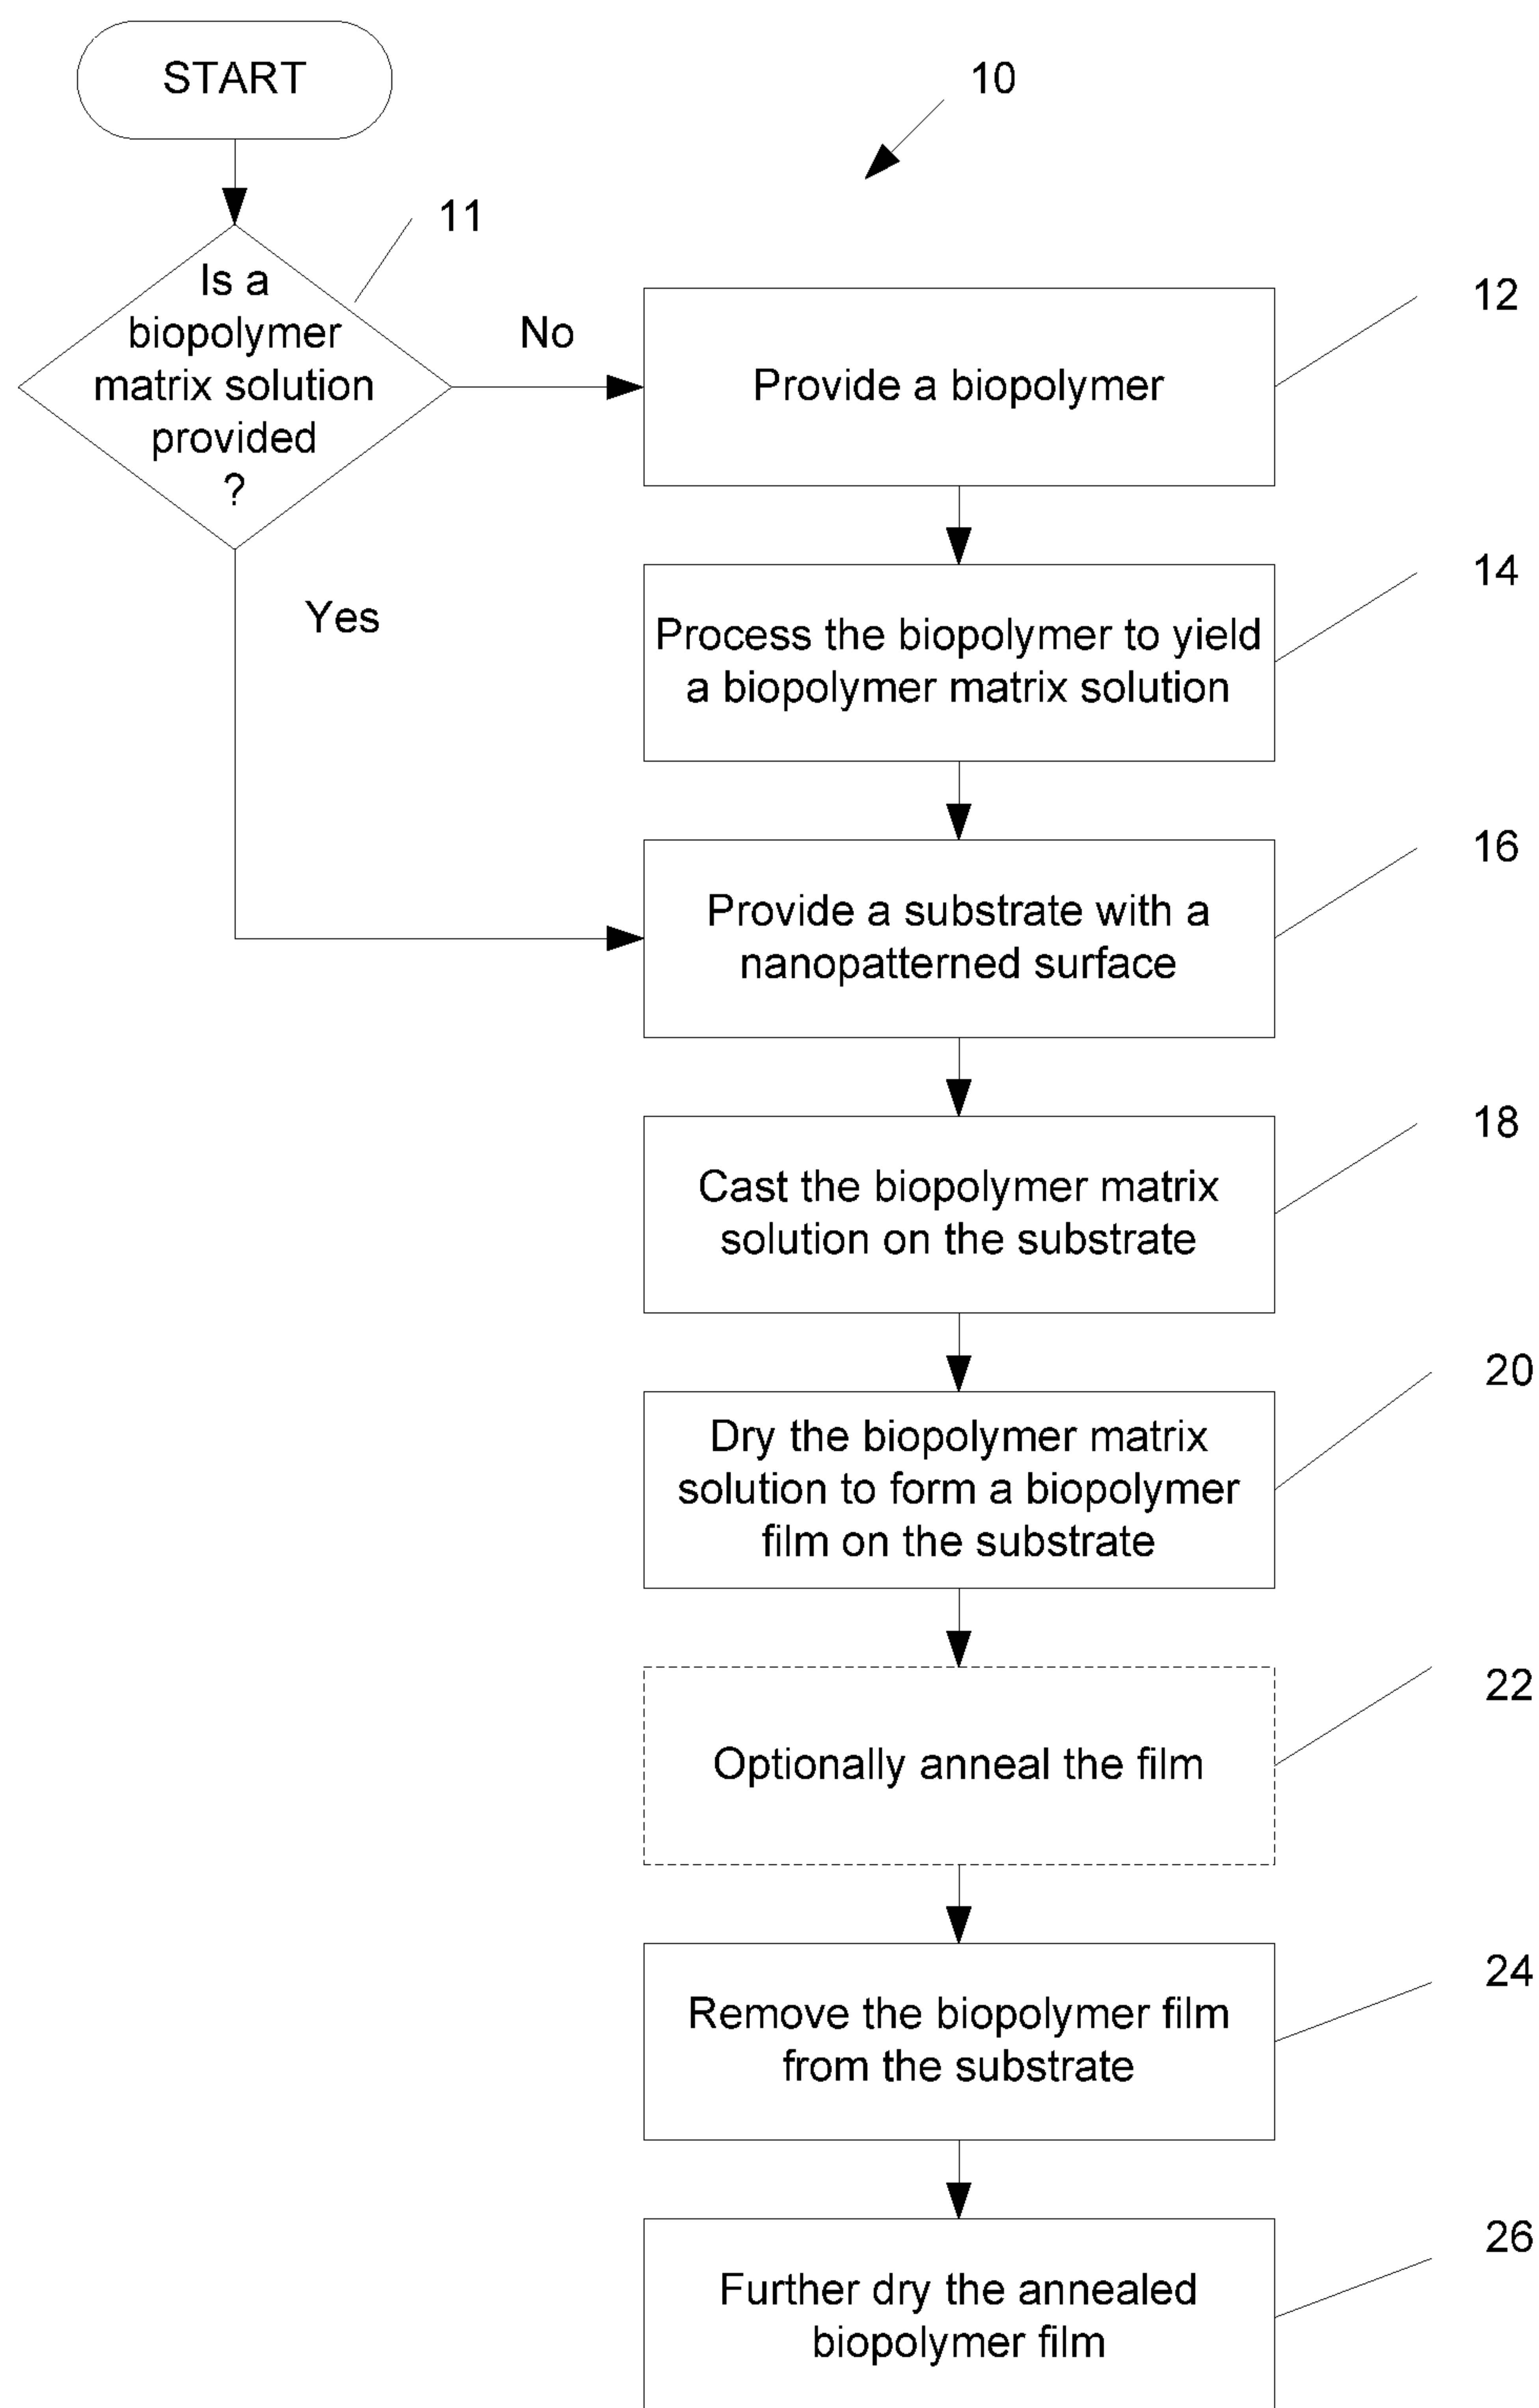 START
10
11
Is a
biopolymer
matrix solution
provided
?
No
Yes
12
Provide a biopolymer
14
Process the biopolymer to yield
a biopolymer matrix solution
16
Provide a substrate with a
nanopatterned surface
18
Cast the biopolymer matrix
solution on the substrate
20
Dry the biopolymer matrix
solution to form a biopolymer
film on the substrate
22
Optionally anneal the film
24
Remove the biopolymer film
from the substrate
26
Further dry the annealed
biopolymer film